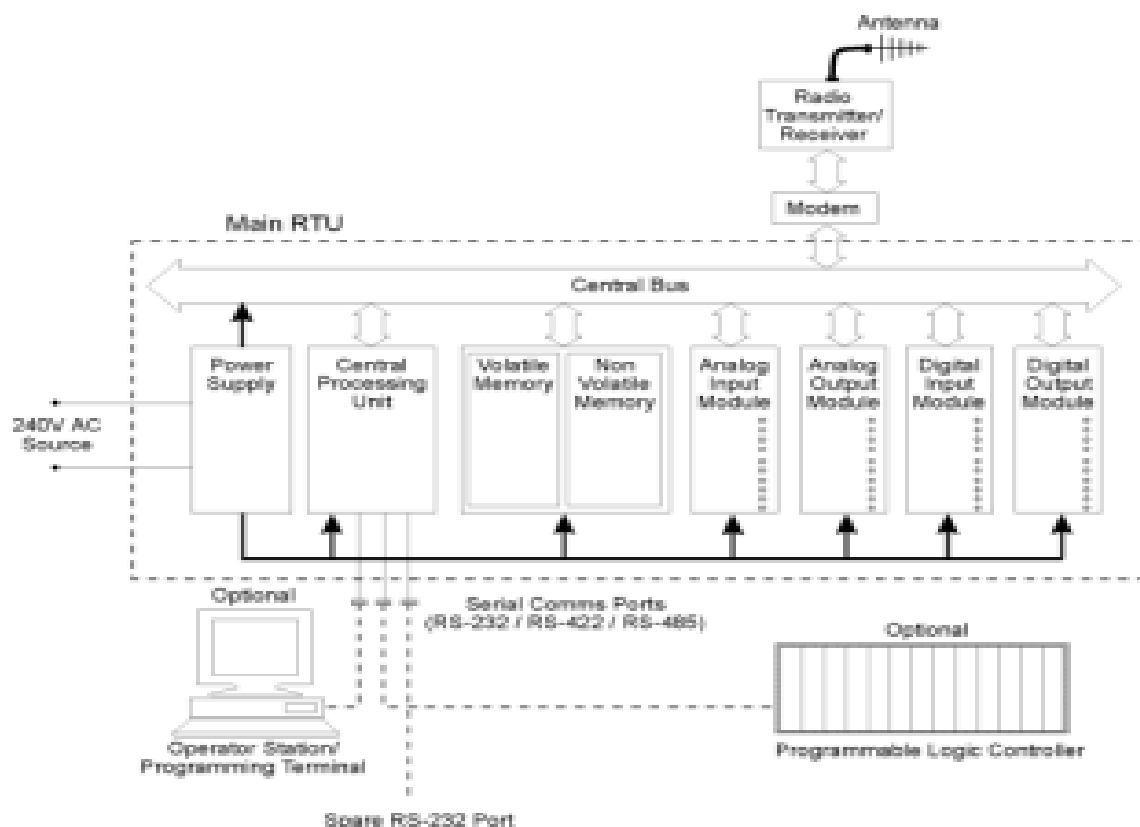 Antenna
Radio
Transmitter/
Receiver
Modem
Main RTU
Central Bus
Power
Supply
Central
Processing
Unit
Volatile
Memory
Non
Volatile
Memory
Analog
Input
Module
Analog
Output
Module
Digital
Input
Module
Digital
Output
Module
240V AC
Source
Optional
Serial Comms Ports
(RS-232 / RS-422 / RS-485)
Optional
Operator Station/
Programming Terminal
Programmable Logic Controller
Spare RS-232 Port